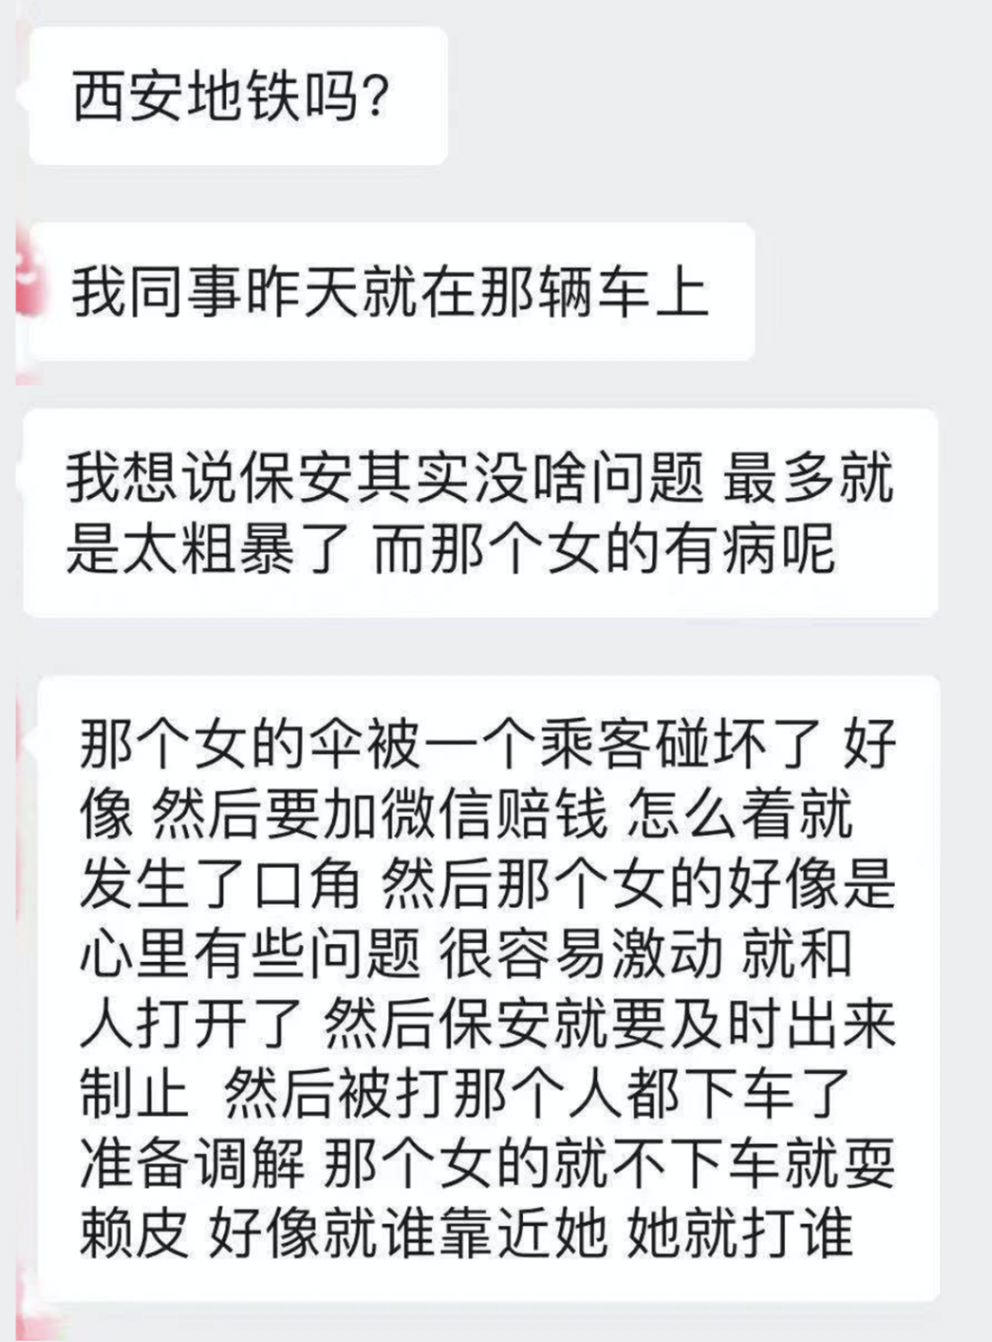 西安地铁吗？
我同事昨天就在那辆车上
我想说保安其实没啥问题 最多就
是太粗暴了 而那个女的有病呢
那个女的伞被一个乘客碰坏了 好
像 然后要加微信赔钱 怎么着就
发生了口角 然后那个女的好像是
心里有些问题 很容易激动 就和
人打开了 然后保安就要及时出来
制止 然后被打那个人都下车了
准备调解 那个女的就不下车就耍
赖皮 好像就谁靠近她 她就打谁